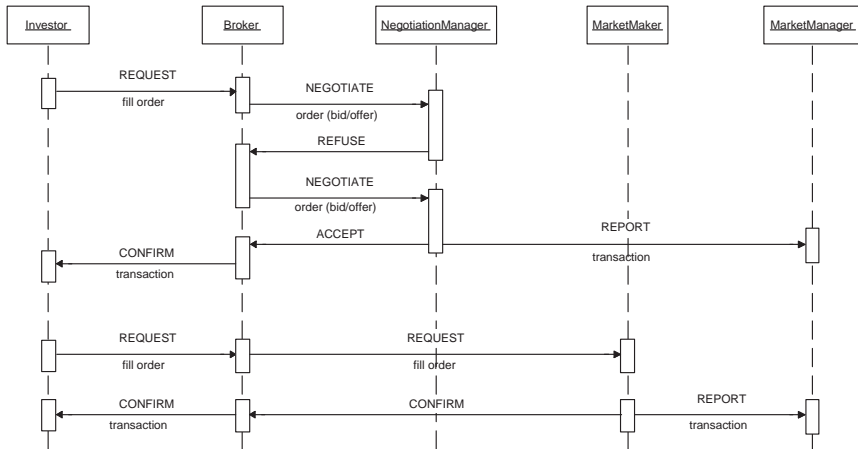 Investor
Broker
NegotiationManager
MarketMaker
MarketManager
REQUEST
fill order
NEGOTIATE
order (bid/offer)
REFUSE
NEGOTIATE
order (bid/offer)
ACCEPT
REPORT
transaction
CONFIRM
transaction
REQUEST
REQUEST
fill order
fill order
CONFIRM
CONFIRM
REPORT
transaction
transaction